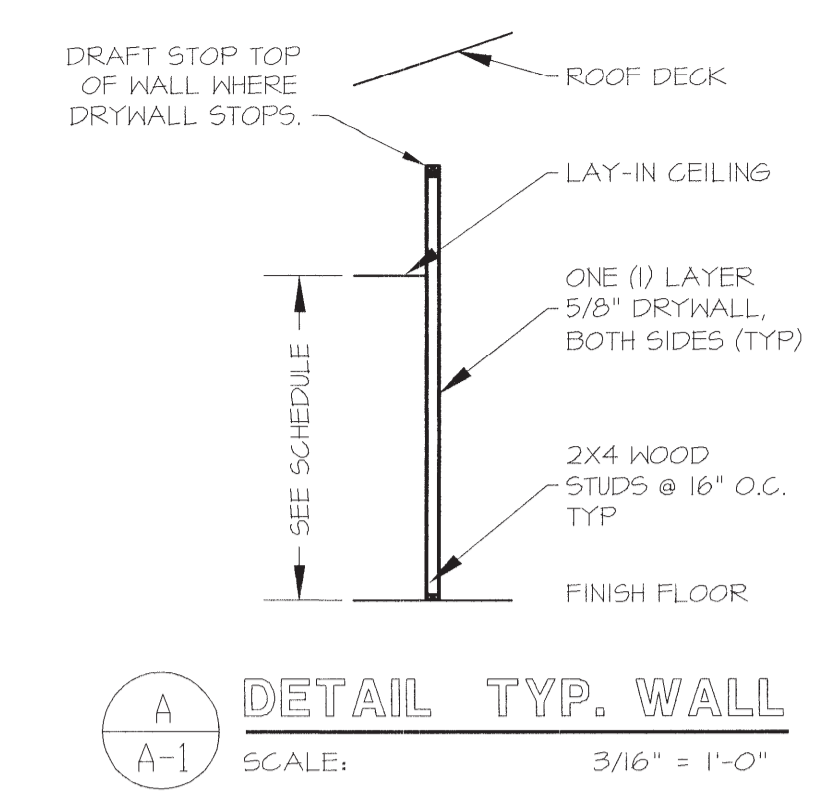 DRAFT STOP TOP
OF WALL WHERE
DRYWALL STOPS.
ROOF DECK
LAY-IN CEILING
ONE (1) LAYER
5/8" DRYWALL,
BOTH SIDES (TYP)
SEE SCHEDULE
2X4 WOOD
STUDS @ 16" O.C.
TYP
FINISH FLOOR
A
A-1
DETAIL TYP. WALL
SCALE: 3/16" = 1'-0"